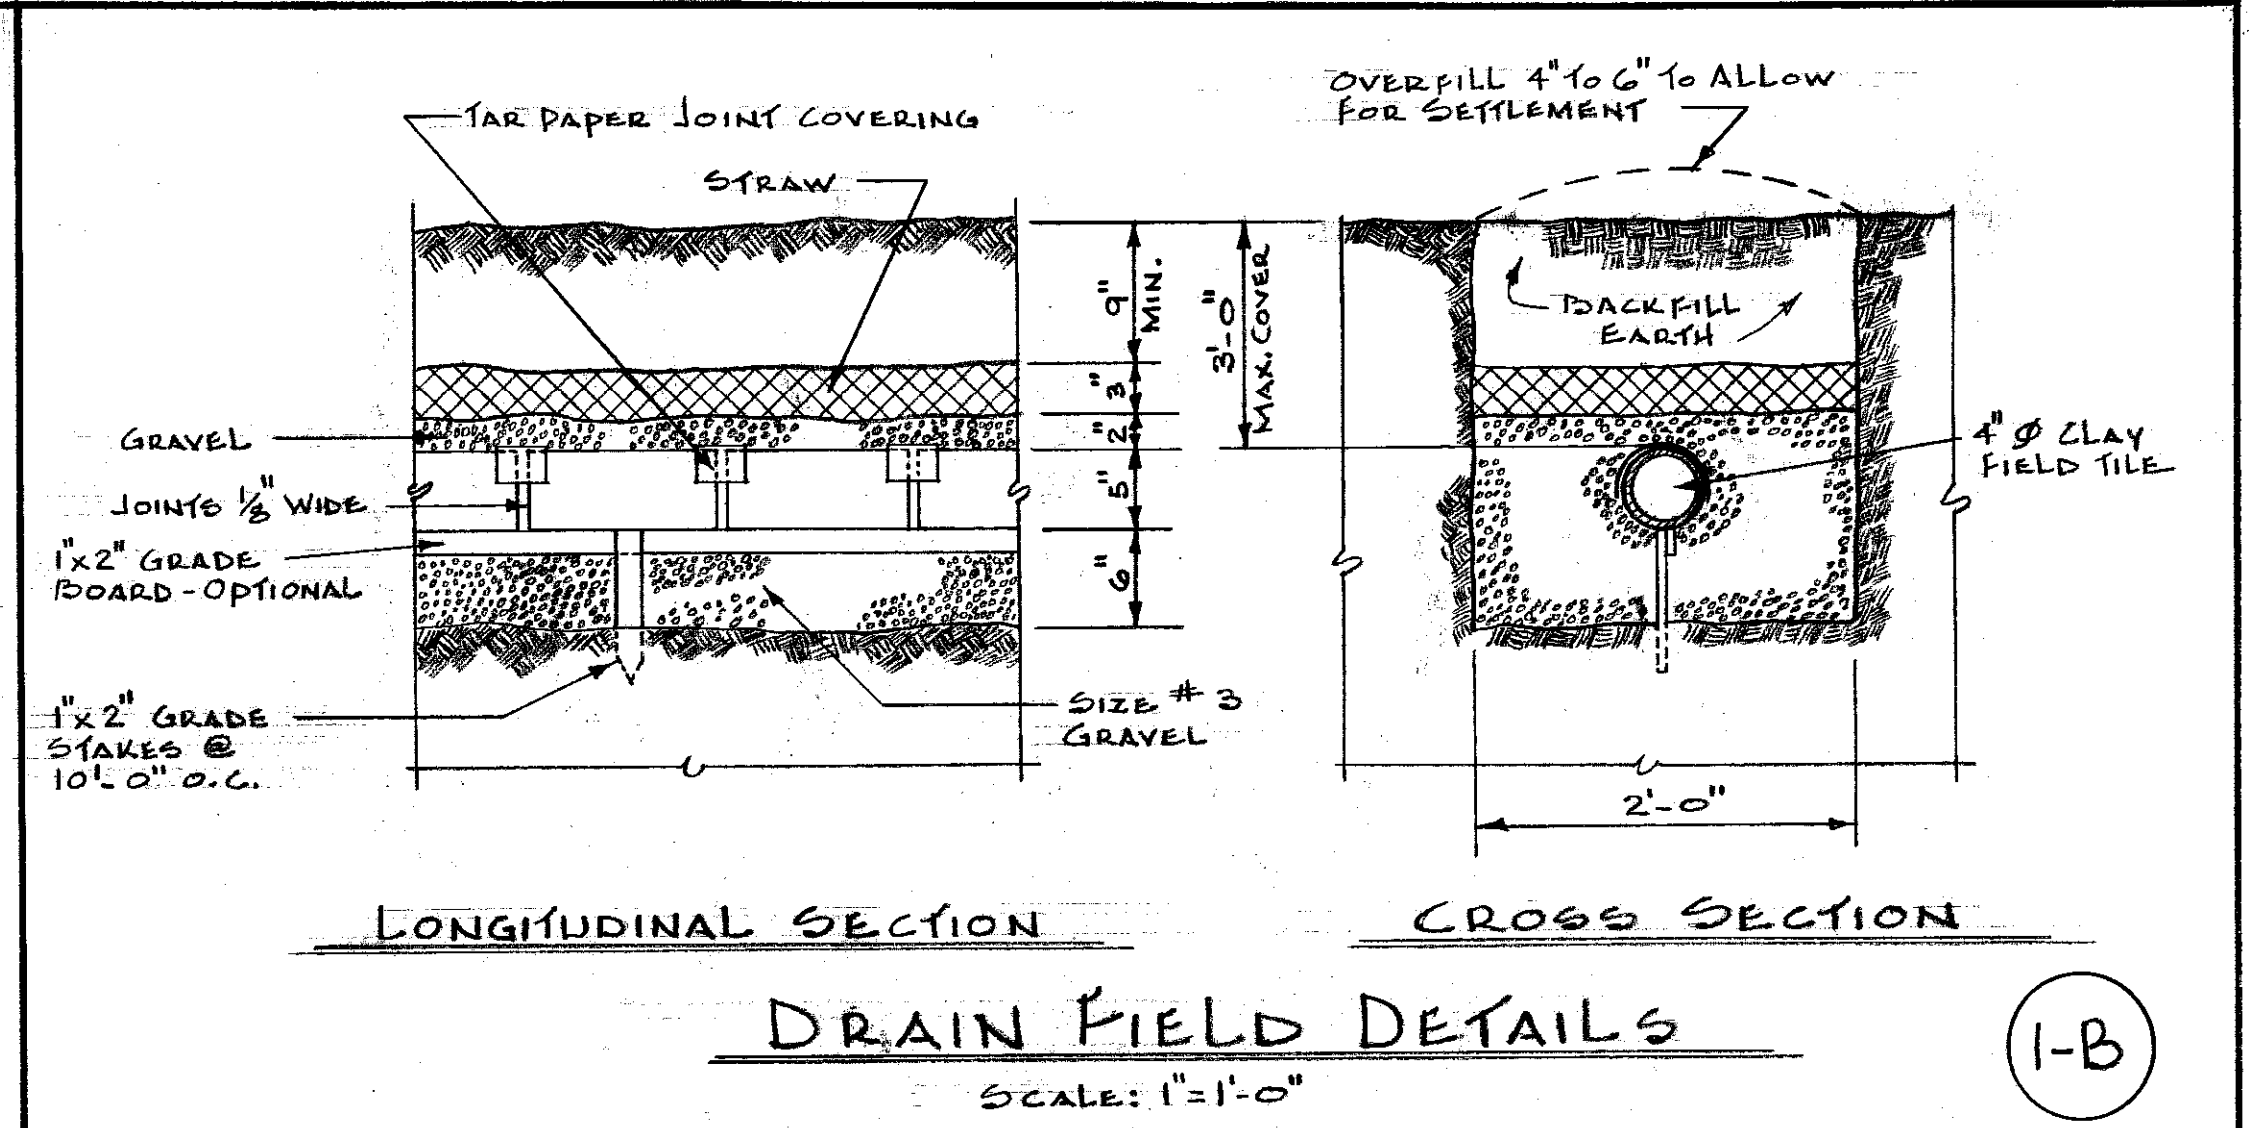 TAR PAPER JOINT COVERING
STRAW
GRAVEL
JOINTS 1/8" WIDE
1"x2" GRADE
BOARD - OPTIONAL
1"x2" GRADE
STAKES @
10'-0" O.C.
SIZE #3
GRAVEL
9"
MIN.
3"
2"
5"
6"
3'-0"
MAX. COVER
OVERFILL 4" TO 6" TO ALLOW
FOR SETTLEMENT
BACKFILL
EARTH
4" Ø CLAY
FIELD TILE
2'-0"
LONGITUDINAL SECTION
CROSS SECTION
DRAIN FIELD DETAILS
SCALE: 1"=1'-0"
1-B